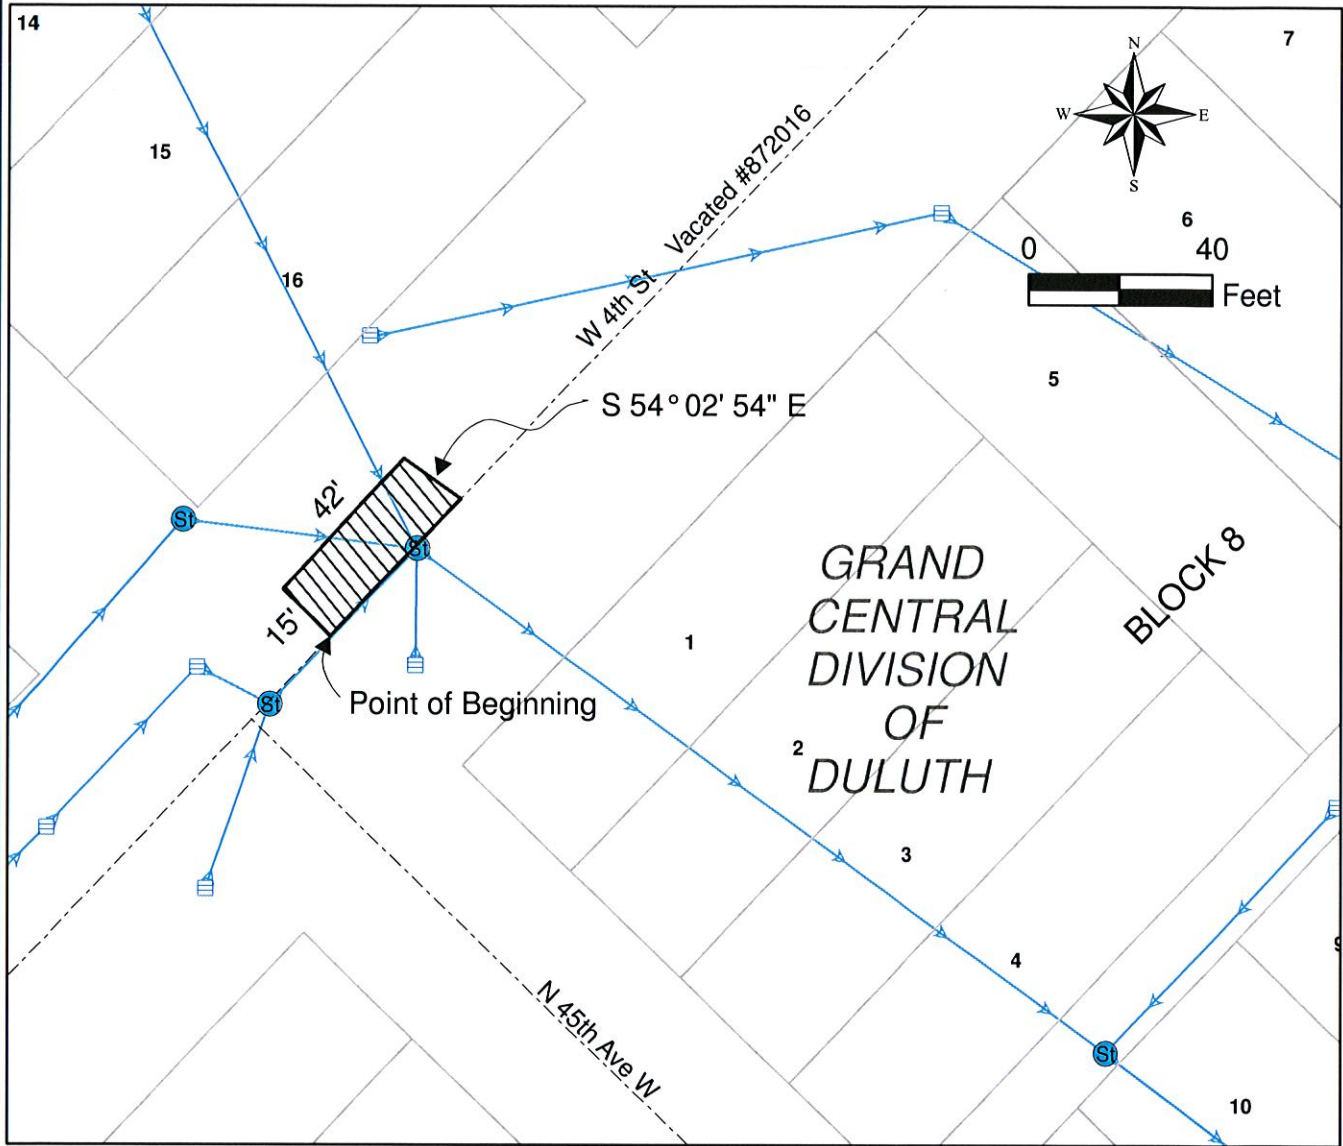 14
7
N
W
E
S
15
Vacated #872016
6
0 40
Feet
16
W 4th St
5
S 54° 02' 54" E
42'
St
St
GRAND
CENTRAL
DIVISION
OF
DULUTH
BLOCK 8
15'
1
St
Point of Beginning
2
3
4
9
N 45th Ave W
St
10